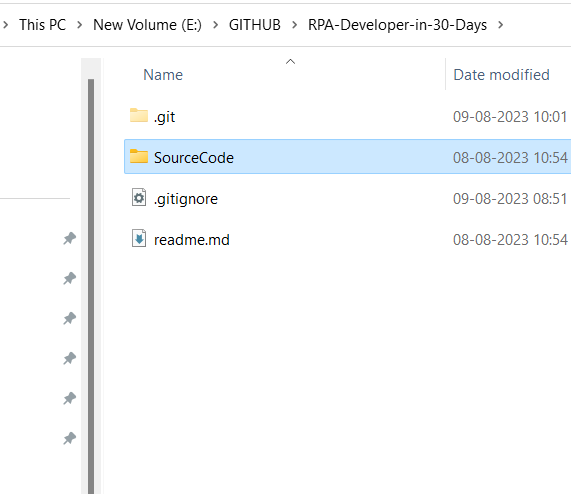 This PC > New Volume (E:) > GITHUB > RPA-Developer-in-30-Days >
Name Date modified
.git 09-08-2023 10:01
SourceCode 08-08-2023 10:54
.gitignore 09-08-2023 08:51
readme.md 08-08-2023 10:54